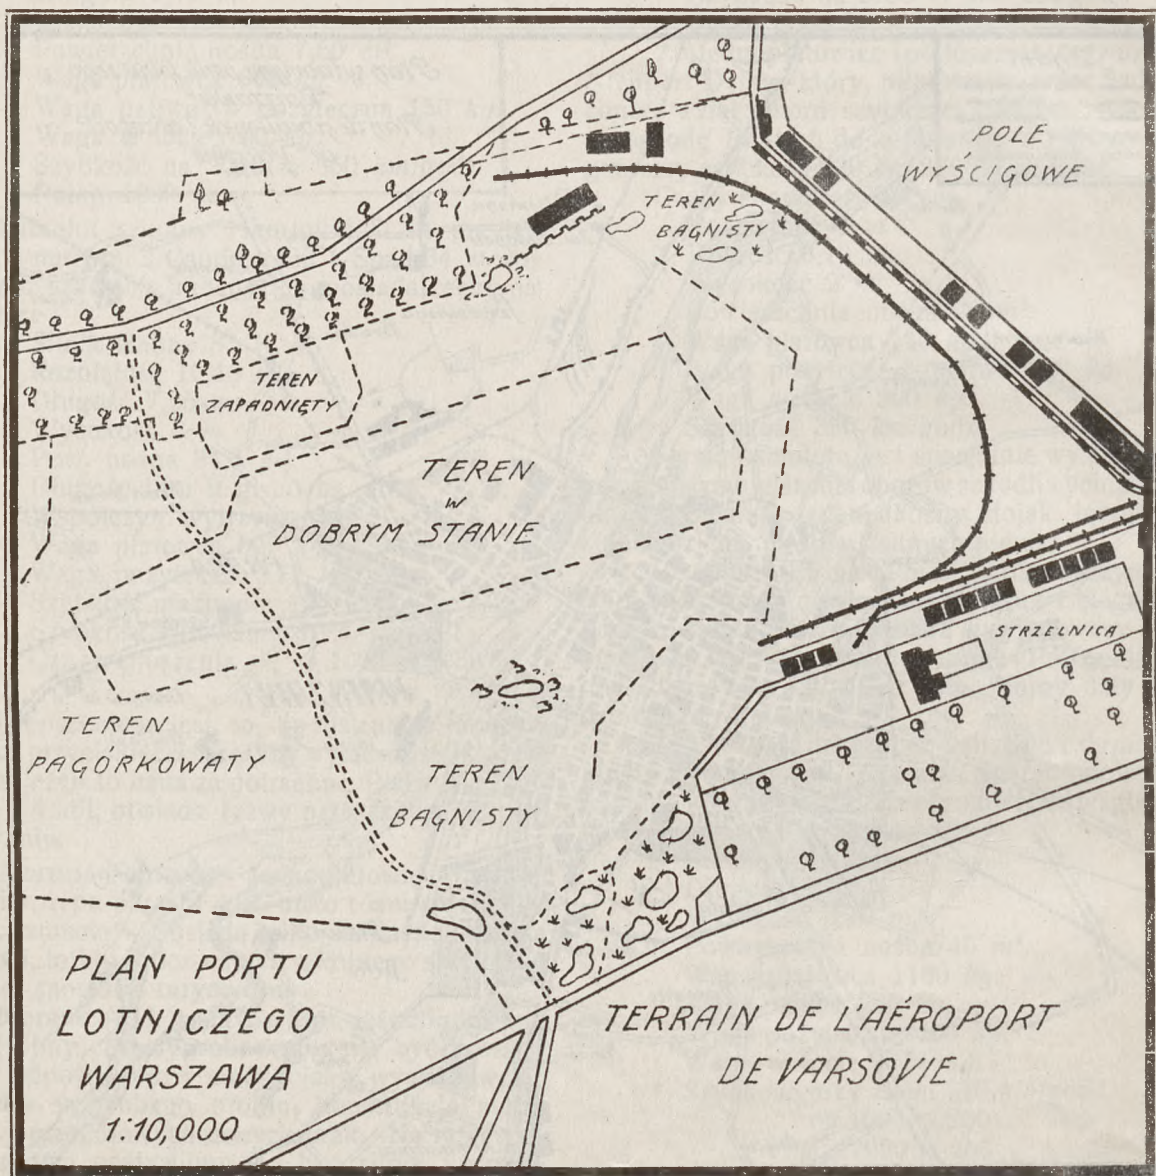 POLE
WYŚCIGOWE
TEREN
BAGNISTY
TEREN
ZAPADNIĘTY
TEREN
W
DOBRYM STANIE
STRZELNICA
TEREN
PAGÓRKOWATY
TEREN
BAGNISTY
PLAN PORTU
LOTNICZEGO
WARSZAWA
1:10,000
TERRAIN DE L'AÉROPORT
DE VARSOVIE